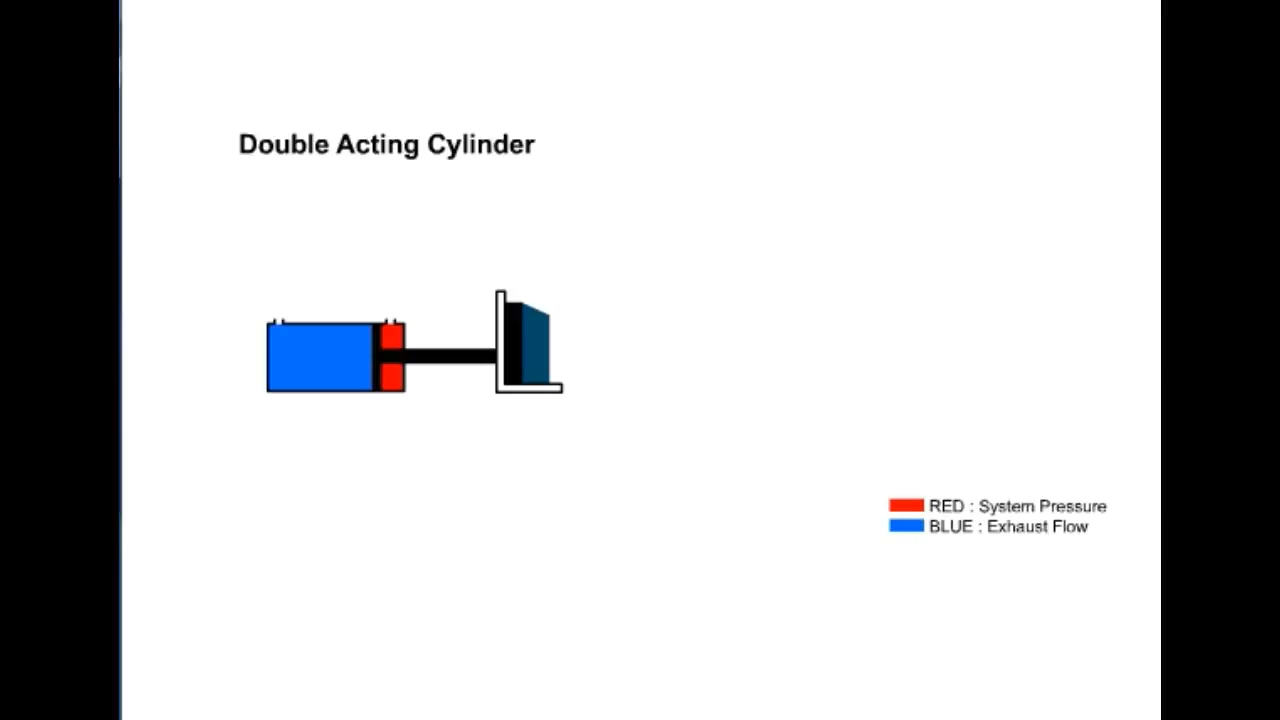 Double Acting Cylinder
RED : System Pressure
BLUE : Exhaust Flow